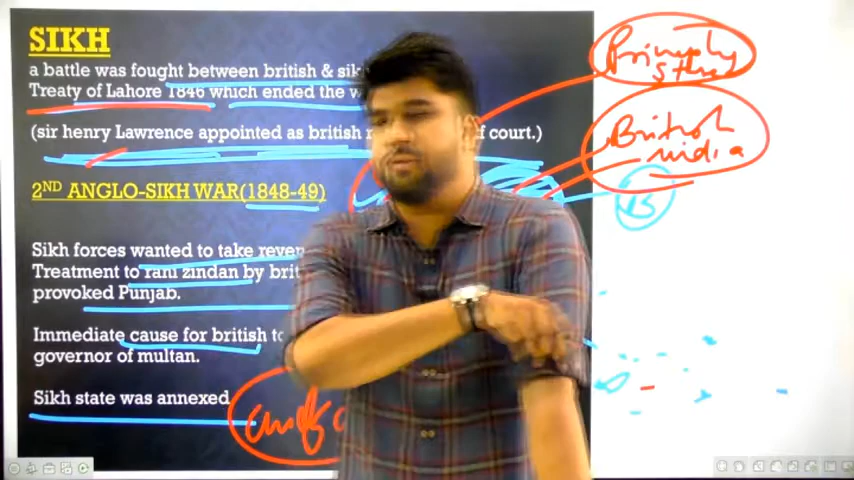 SIKH
a battle was fought between british & sik
Treaty of Lahore 1846 which ended the w
(sir henry Lawrence appointed as british r f court.)
2ND ANGLO-SIKH WAR(1848-49)
Sikh forces wanted to take reven
Treatment to rani zindan by brit
provoked Punjab.
Immediate cause for british to
governor of multan.
Sikh state was annexed
British
india
15